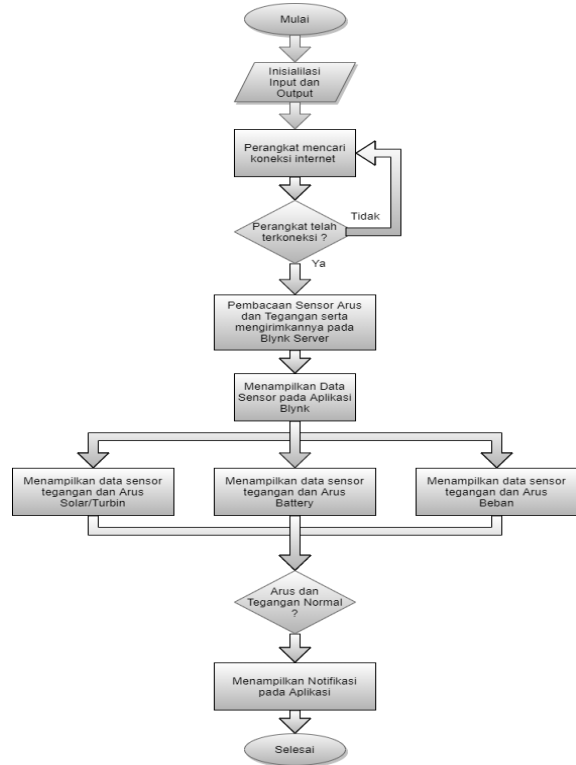 Mulai
Inisialilasi
Input dan
Output
Perangkat mencari
koneksi internet
Perangkat telah
terkoneksi ?
Tidak
Ya
Pembacaan Sensor Arus
dan Tegangan serta
mengirimkannya pada
Blynk Server
Menampilkan Data
Sensor pada Aplikasi
Blynk
Menampilkan data sensor
tegangan dan Arus
Solar/Turbin
Menampilkan data sensor
tegangan dan Arus
Battery
Menampilkan data sensor
tegangan dan Arus
Beban
Arus dan
Tegangan Normal
?
Menampilkan Notifikasi
pada Aplikasi
Selesai